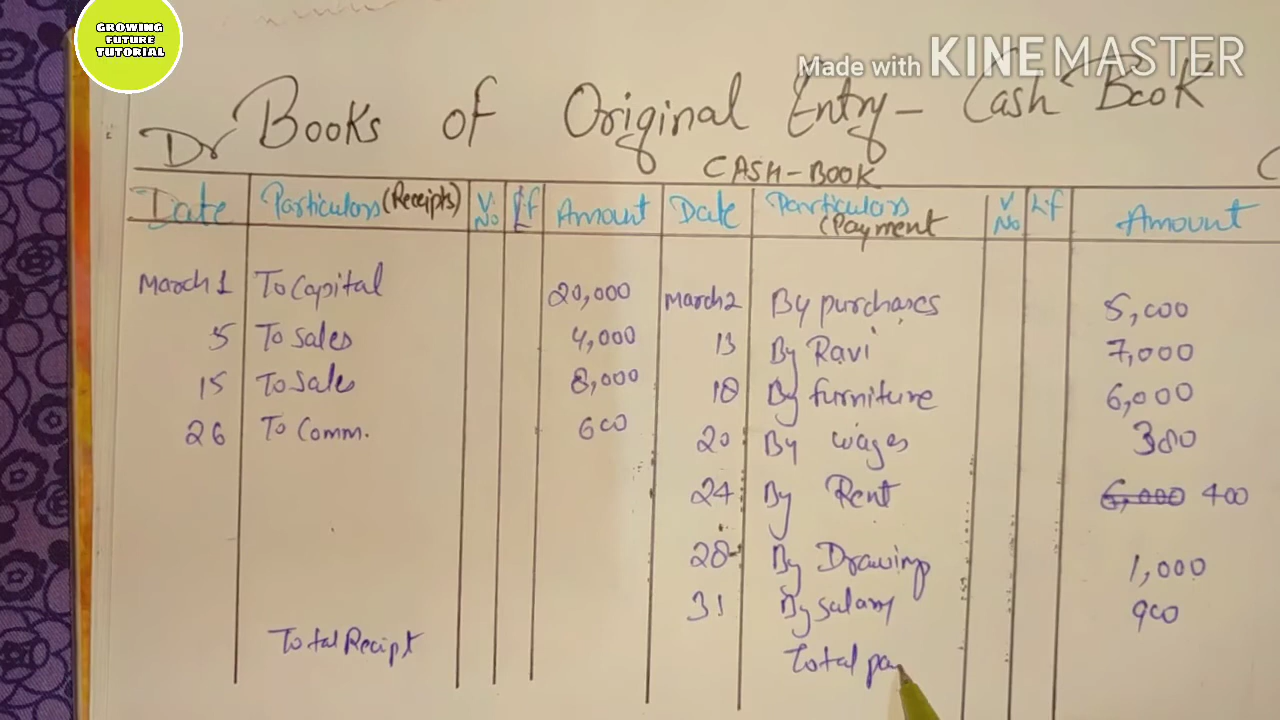 GROWING
FUTURE
TUTORIAL
Made with KINEMASTER
Books of Original Entry - Cash Book
Dr
CASH-BOOK
C
Date Particulars (Receipts) V. No L.f Amount Date Particulars (Payment V No L.f Amount
March 1 To Capital 20,000 March 2 By purchases 5,000
5 To sales 4,000 13 By Ravi 7,000
15 To Sales 8,000 18 By furniture 6,000
26 To Comm. 600 20 By wages 300
24 By Rent 6,000 400
28 By Drawing 1,000
31 By salary 900
Total Recipt Total pa